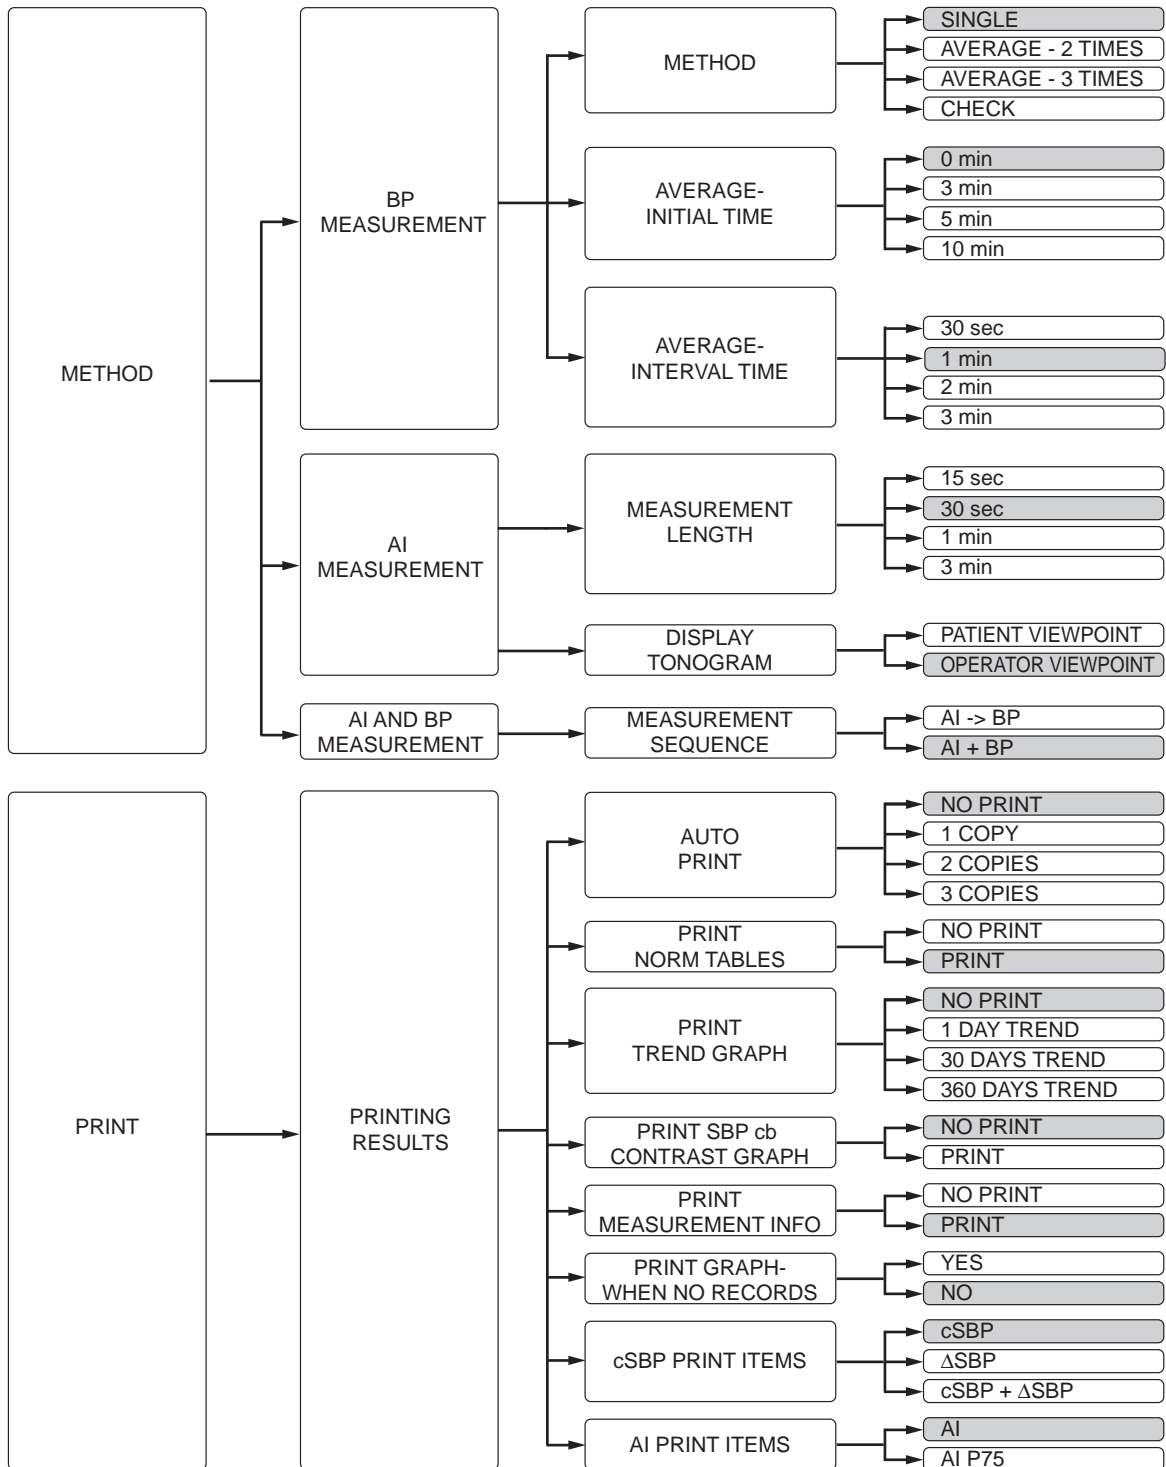 METHOD
BP
MEASUREMENT
METHOD
SINGLE
AVERAGE - 2 TIMES
AVERAGE - 3 TIMES
CHECK
AVERAGE-
INITIAL TIME
0 min
3 min
5 min
10 min
AVERAGE-
INTERVAL TIME
30 sec
1 min
2 min
3 min
AI
MEASUREMENT
MEASUREMENT
LENGTH
15 sec
30 sec
1 min
3 min
DISPLAY
TONOGRAM
PATIENT VIEWPOINT
OPERATOR VIEWPOINT
AI AND BP
MEASUREMENT
MEASUREMENT
SEQUENCE
AI -> BP
AI + BP
PRINT
PRINTING
RESULTS
AUTO
PRINT
NO PRINT
1 COPY
2 COPIES
3 COPIES
PRINT
NORM TABLES
NO PRINT
PRINT
PRINT
TREND GRAPH
NO PRINT
1 DAY TREND
30 DAYS TREND
360 DAYS TREND
PRINT SBP cb
CONTRAST GRAPH
NO PRINT
PRINT
PRINT
MEASUREMENT INFO
NO PRINT
PRINT
PRINT GRAPH-
WHEN NO RECORDS
YES
NO
cSBP PRINT ITEMS
cSBP
∆SBP
cSBP + ∆SBP
AI PRINT ITEMS
AI
AI P75